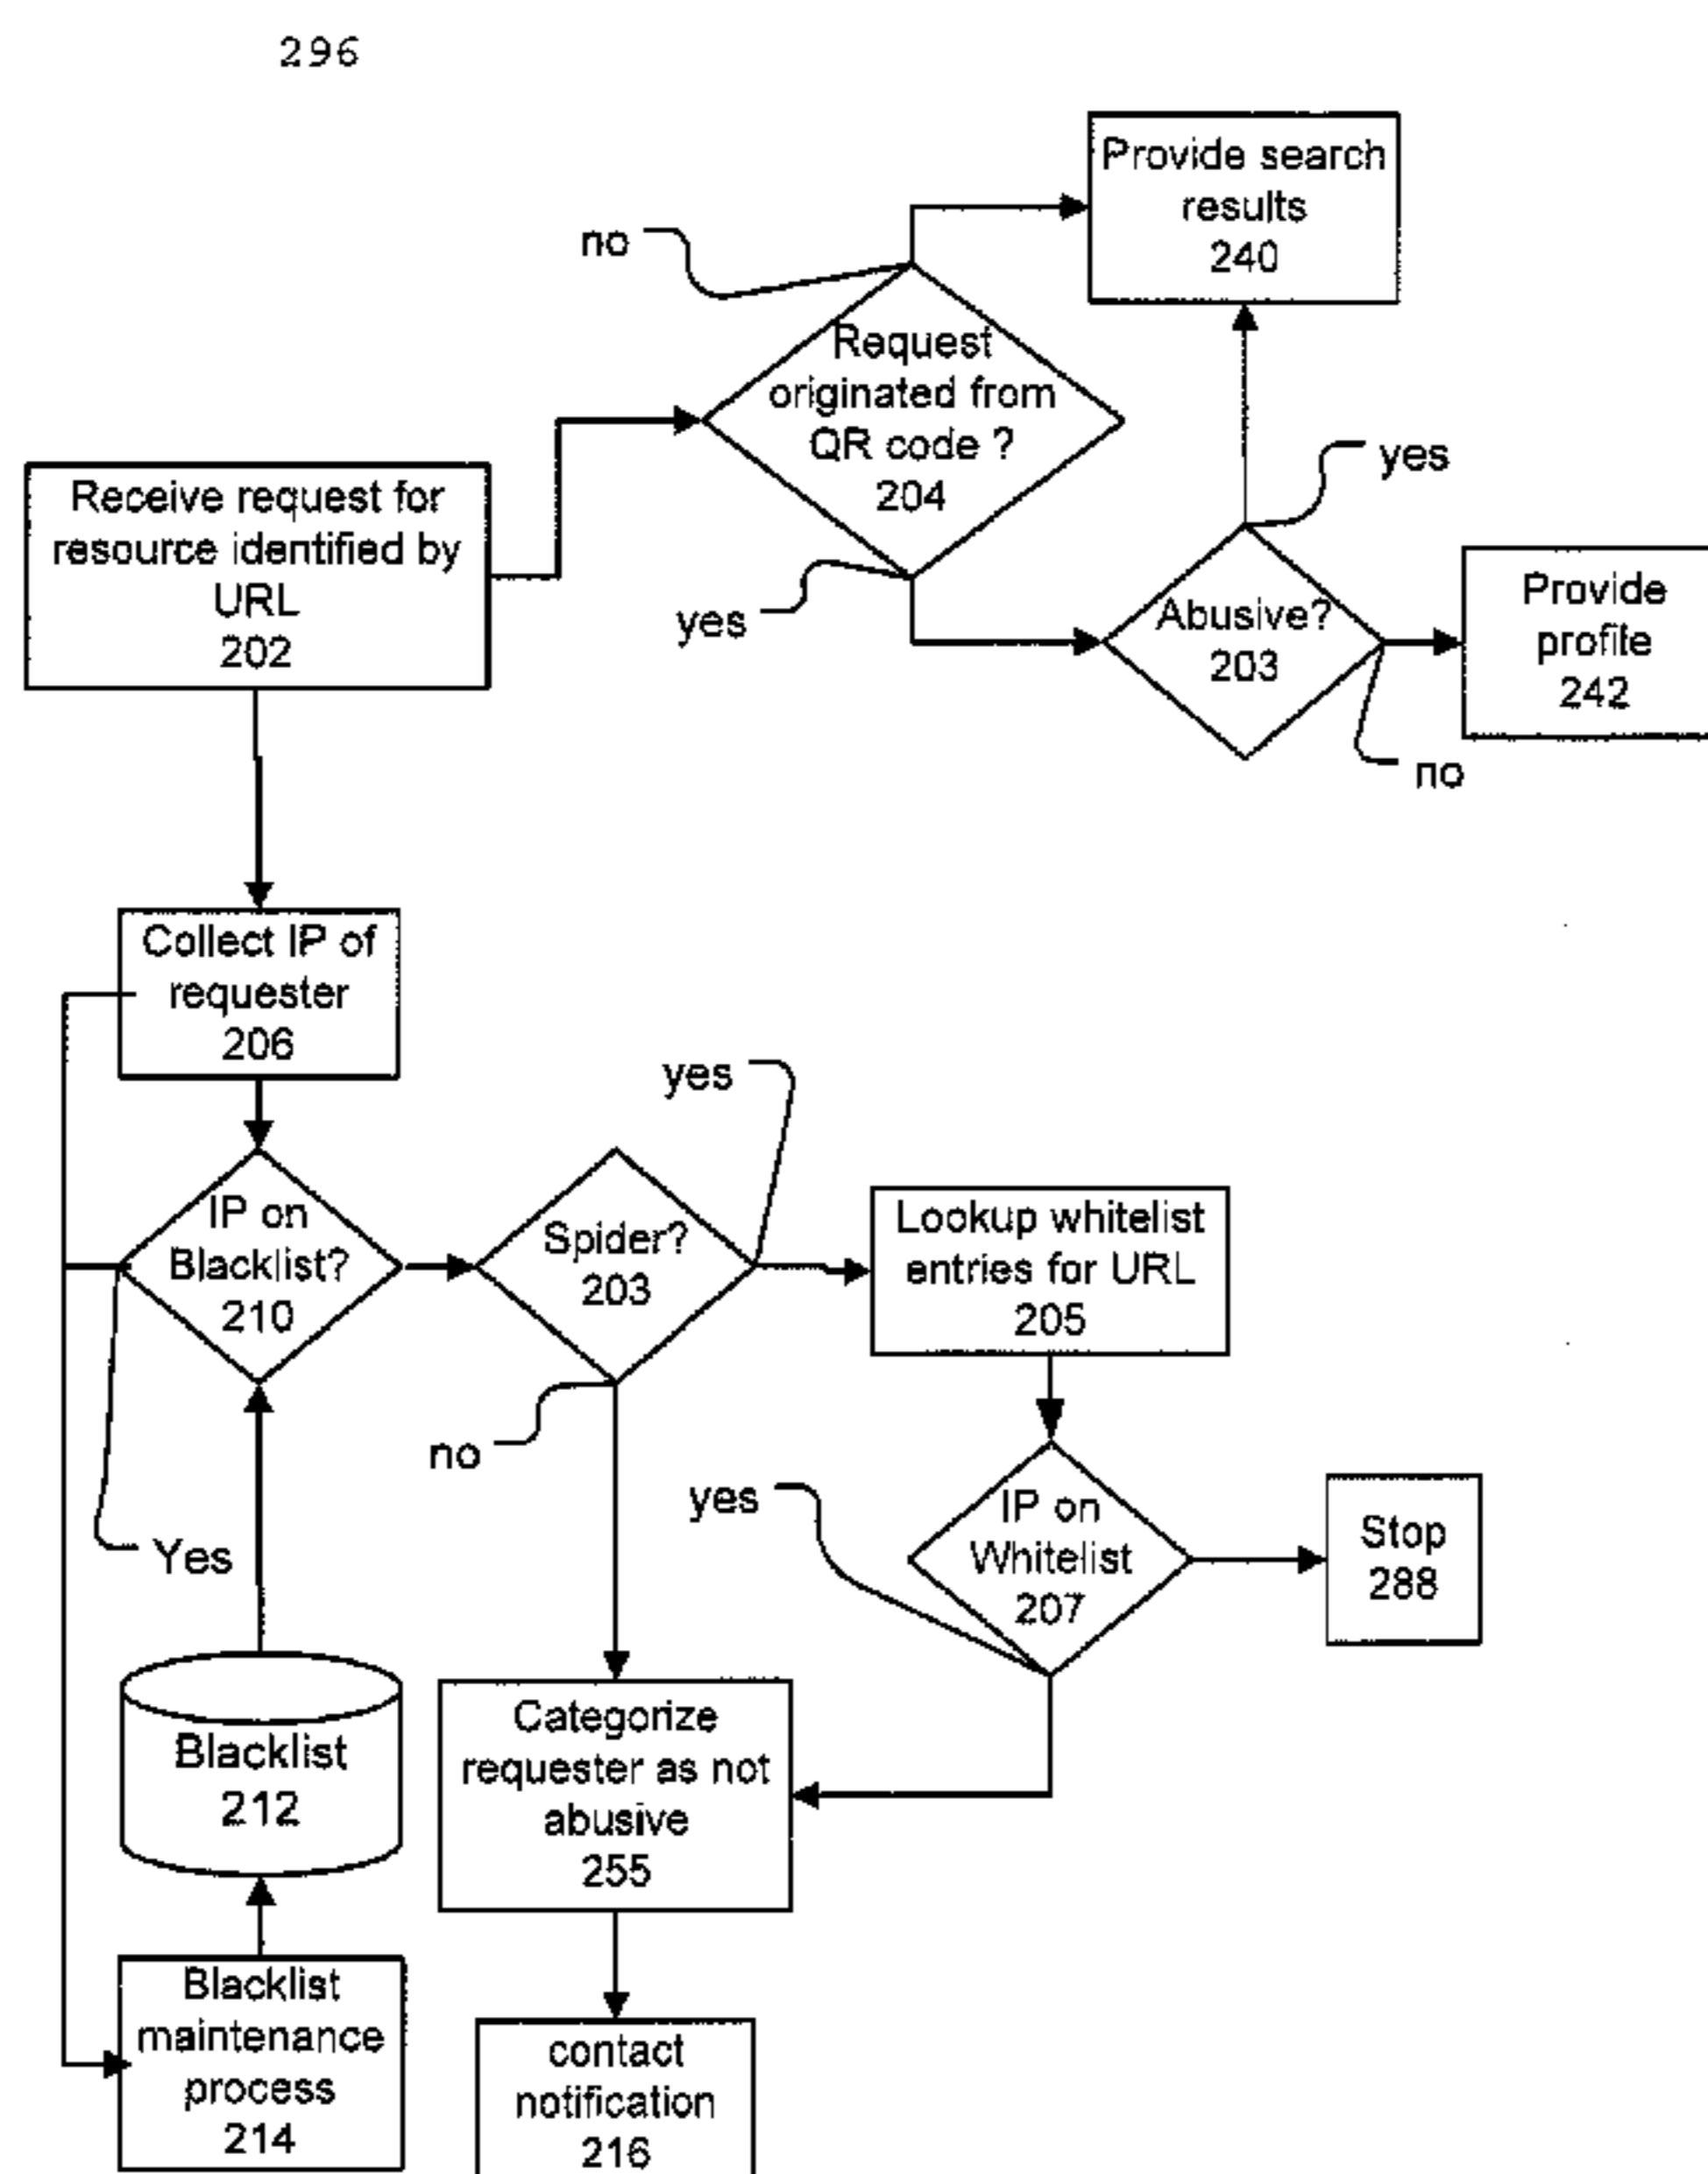 296
Provide search
results
240
no
Request
originated from
QR code ?
204
yes
Receive request for
resource identified by
URL
202
yes
Abusive?
203
Provide
profile
242
no
Collect IP of
requester
206
yes
IP on
Blacklist?
210
Spider?
203
Lookup whitelist
entries for URL
205
no
yes
IP on
Whitelist
207
Stop
288
Yes
Blacklist
212
Categorize
requester as not
abusive
255
Blacklist
maintenance
process
214
contact
notification
216